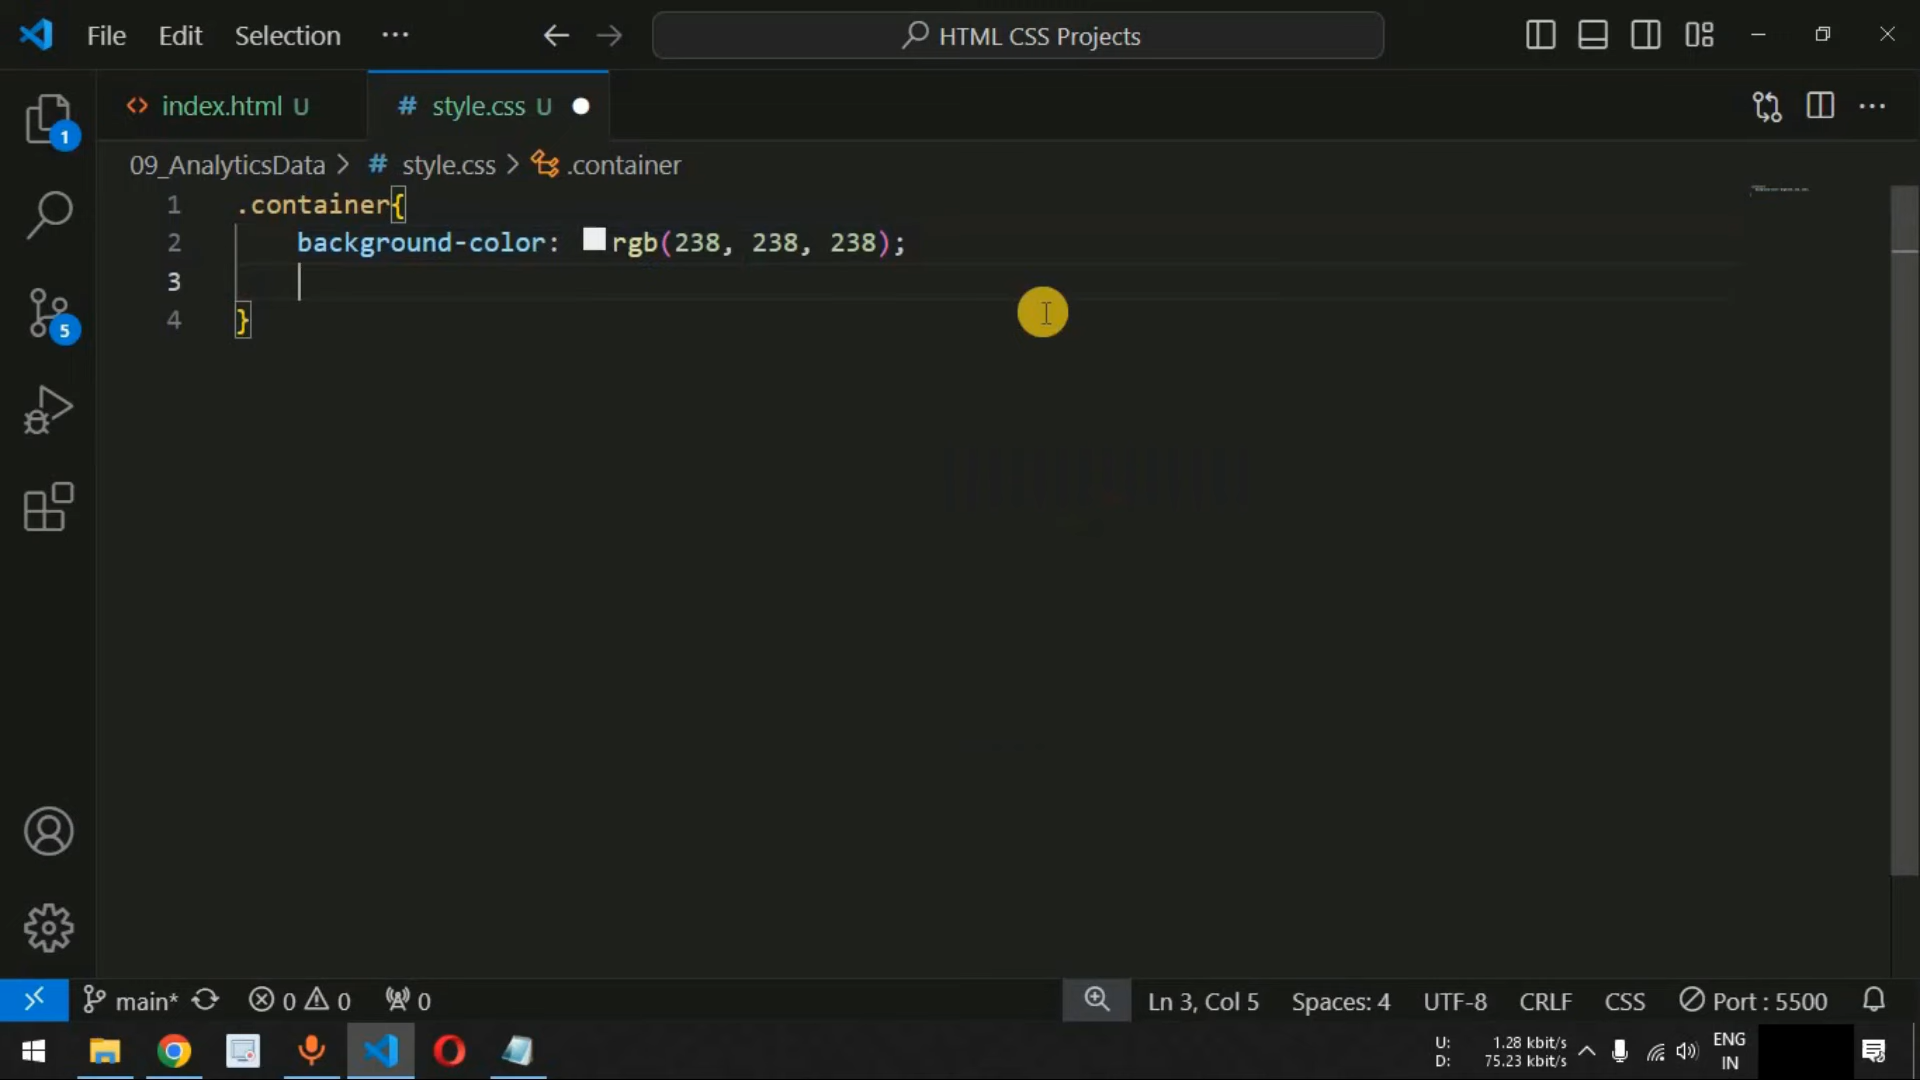 File Edit Selection ··· HTML CSS Projects
index.html U # style.css U
09_AnalyticsData > # style.css > .container
1 .container{
2 background-color: rgb(238, 238, 238);
3
4 }
1
5
main* 0 0 0 Ln 3, Col 5 Spaces: 4 UTF-8 CRLF CSS Port : 5500
U: 1.28 kbit/s
D: 75.23 kbit/s
ENG
IN